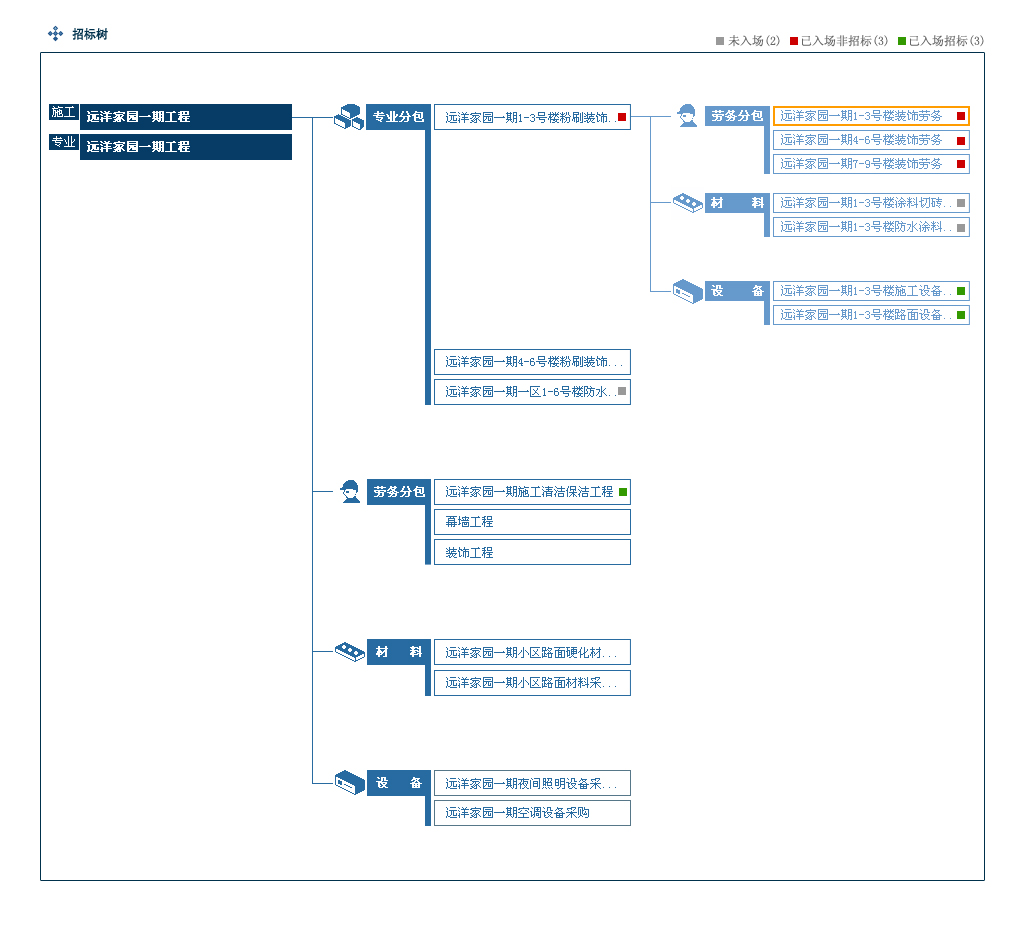 招标树
未入场(2) 已入场非招标(3) 已入场招标(3)
施工 远洋家园一期工程
专业 远洋家园一期工程
专业分包
远洋家园一期1-3号楼粉刷装饰..
劳务分包
远洋家园一期1-3号楼装饰劳务
远洋家园一期4-6号楼装饰劳务
远洋家园一期7-9号楼装饰劳务
材 料
远洋家园一期1-3号楼涂料切砖..
远洋家园一期1-3号楼防水涂料..
设 备
远洋家园一期1-3号楼施工设备..
远洋家园一期1-3号楼路面设备..
远洋家园一期4-6号楼粉刷装饰...
远洋家园一期一区1-6号楼防水..
劳务分包
远洋家园一期施工清洁保洁工程
幕墙工程
装饰工程
材 料
远洋家园一期小区路面硬化材...
远洋家园一期小区路面材料采...
设 备
远洋家园一期夜间照明设备采...
远洋家园一期空调设备采购